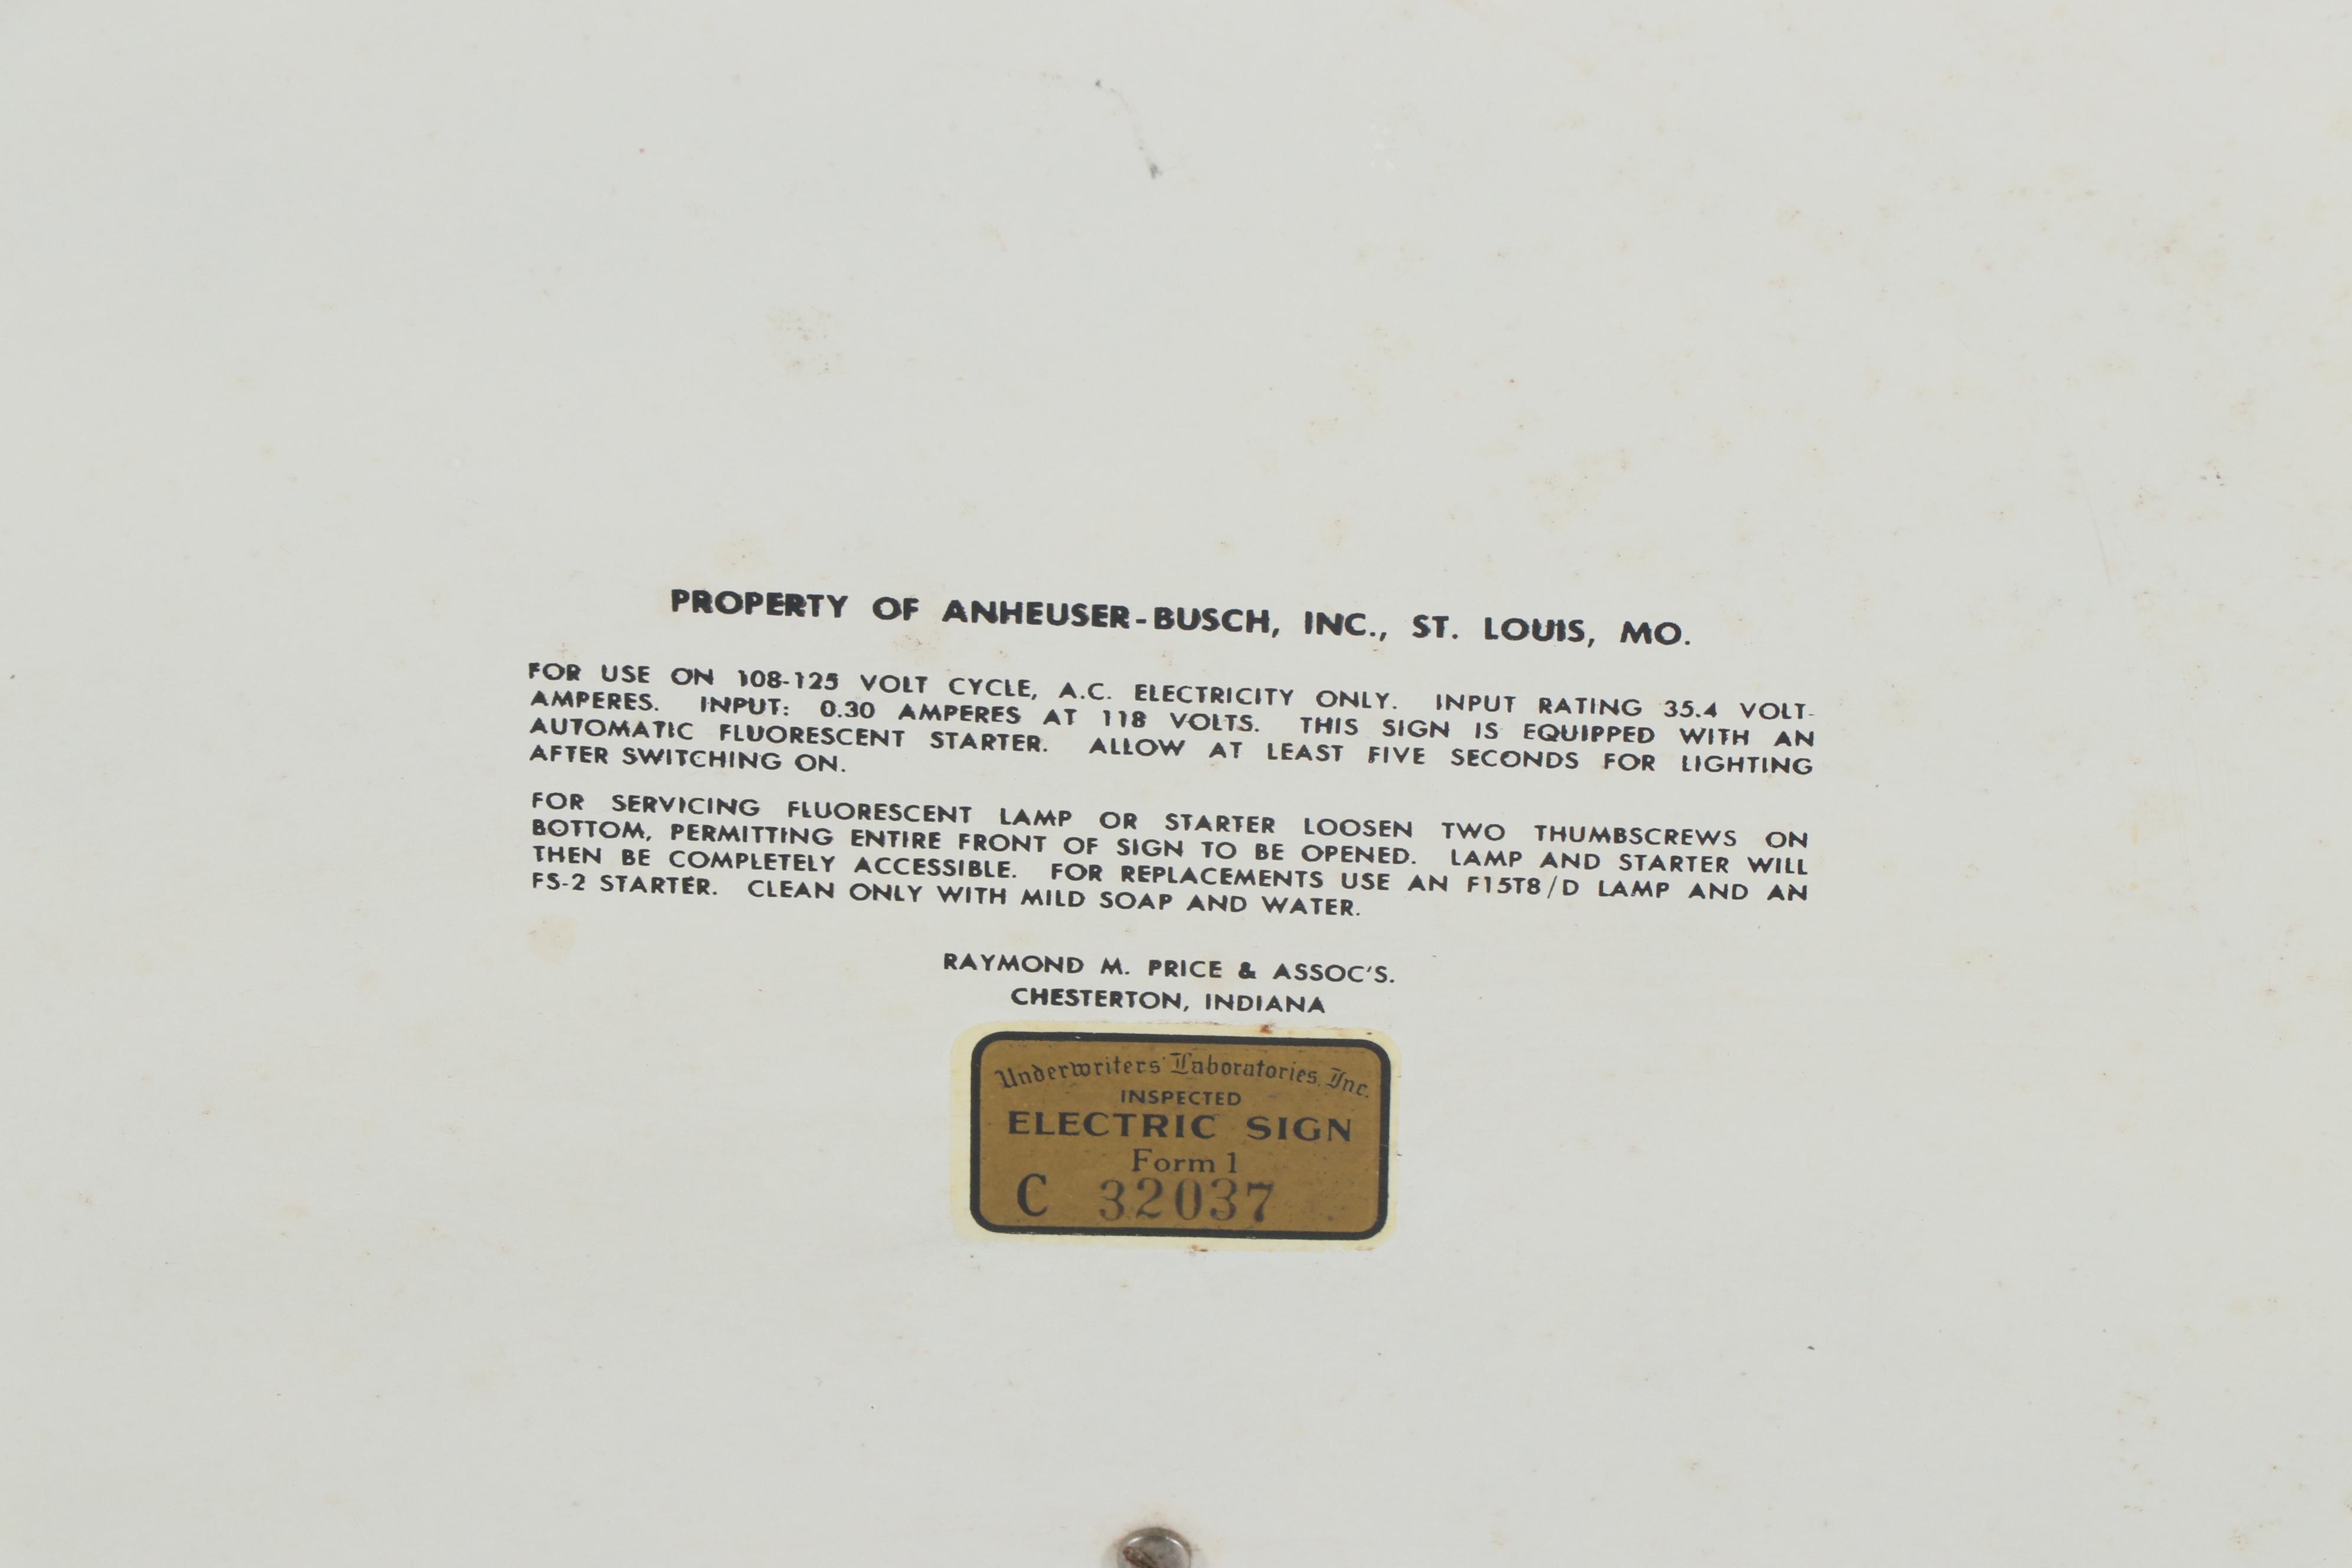 PROPERTY OF ANHEUSER-BUSCH, INC., ST. LOUIS, MO.
FOR USE ON 108-125 VOLT CYCLE, A.C. ELECTRICITY ONLY. INPUT RATING 35.4 VOLT-
AMPERES. INPUT: 0.30 AMPERES AT 118 VOLTS. THIS SIGN IS EQUIPPED WITH AN
AUTOMATIC FLUORESCENT STARTER. ALLOW AT LEAST FIVE SECONDS FOR LIGHTING
AFTER SWITCHING ON.
FOR SERVICING FLUORESCENT LAMP OR STARTER LOOSEN TWO THUMBSCREWS ON
BOTTOM, PERMITTING ENTIRE FRONT OF SIGN TO BE OPENED. LAMP AND STARTER WILL
THEN BE COMPLETELY ACCESSIBLE. FOR REPLACEMENTS USE AN F15T8/D LAMP AND AN
FS-2 STARTER. CLEAN ONLY WITH MILD SOAP AND WATER.
RAYMOND M. PRICE & ASSOC'S.
CHESTERTON, INDIANA
Underwriters' Laboratories, Inc.
INSPECTED
ELECTRIC SIGN
Form 1
C 32037